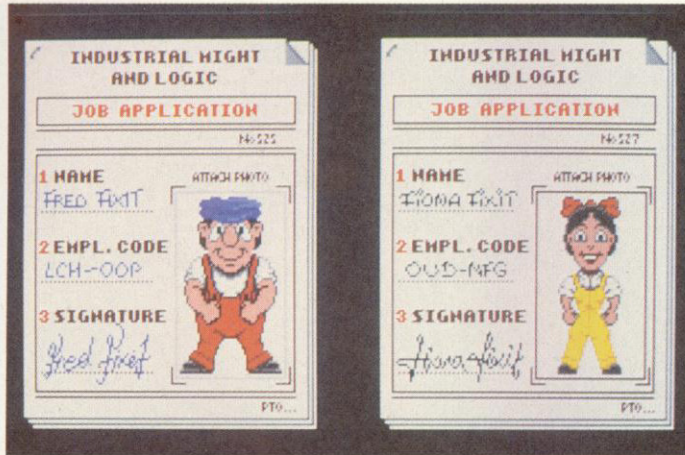 INDUSTRIAL MIGHT
AND LOGIC
JOB APPLICATION
No:525
1 NAME
ATTACH PHOTO
FRED FIXIT
2 EMPL. CODE
LCH-OOP
3 SIGNATURE
Fred Fixit
PTO...
INDUSTRIAL MIGHT
AND LOGIC
JOB APPLICATION
No:527
1 NAME
ATTACH PHOTO
FIONA FIXIT
2 EMPL. CODE
OUD-NFG
3 SIGNATURE
Fiona Fixit
PTO...